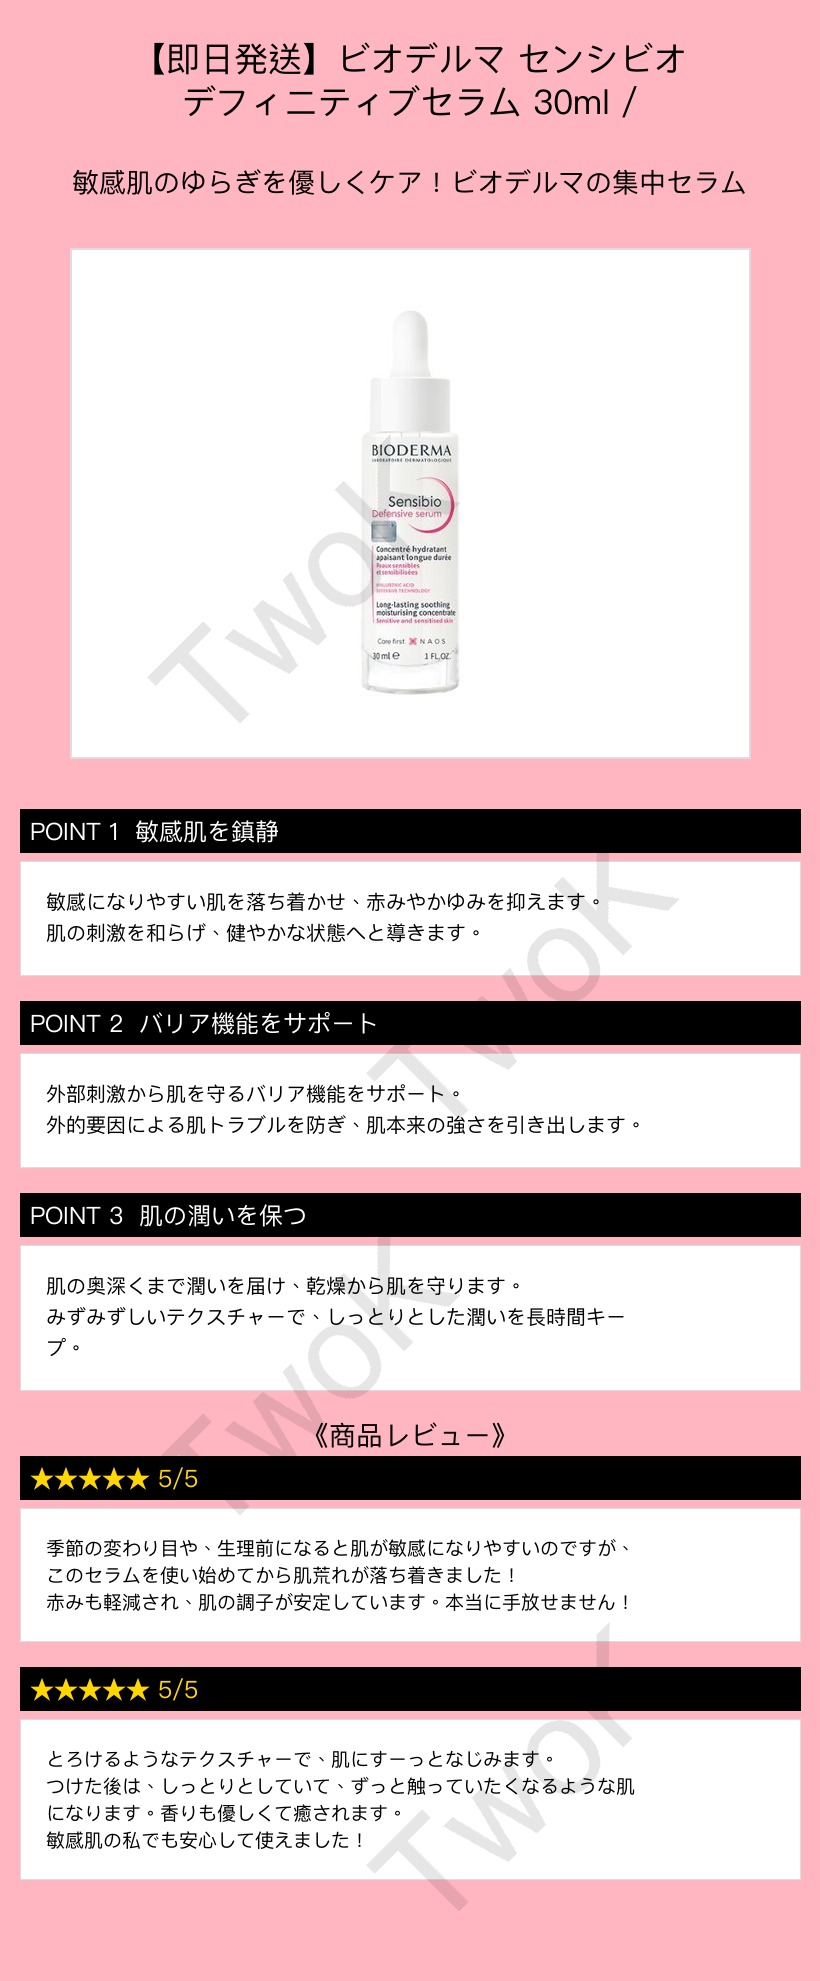 【即日発送】ビオデルマ センシビオ
デフィニティブセラム 30ml /
敏感肌のゆらぎを優しくケア！ビオデルマの集中セラム
BIODERMA
LABORATOIRE DERMATOLOGIQUE
Sensibio
Defensive serum
Concentré hydratant
apaisant longue durée
Peaux sensibles
et sensibilisées
HYALURONIC ACID
SENSIBIO TECHNOLOGY
Long-lasting soothing
moisturising concentrate
Sensitive and sensitised skin
Care first NAOS
30 ml e 1 FL.OZ.
TwoK
POINT 1 敏感肌を鎮静
敏感になりやすい肌を落ち着かせ、赤みやかゆみを抑えます。
肌の刺激を和らげ、健やかな状態へと導きます。
TwoK
POINT 2 バリア機能をサポート
外部刺激から肌を守るバリア機能をサポート。
外的要因による肌トラブルを防ぎ、肌本来の強さを引き出します。
POINT 3 肌の潤いを保つ
肌の奥深くまで潤いを届け、乾燥から肌を守ります。
みずみずしいテクスチャーで、しっとりとした潤いを長時間キー
プ。
TwoK
《商品レビュー》
★★★★★ 5/5
季節の変わり目や、生理前になると肌が敏感になりやすいのですが、
このセラムを使い始めてから肌荒れが落ち着きました！
赤みも軽減され、肌の調子が安定しています。本当に手放せません！
★★★★★ 5/5
とろけるようなテクスチャーで、肌にすーっとなじみます。
つけた後は、しっとりとしていて、ずっと触っていたくなるような肌
になります。香りも優しくて癒されます。
敏感肌の私でも安心して使えました！
TwoK